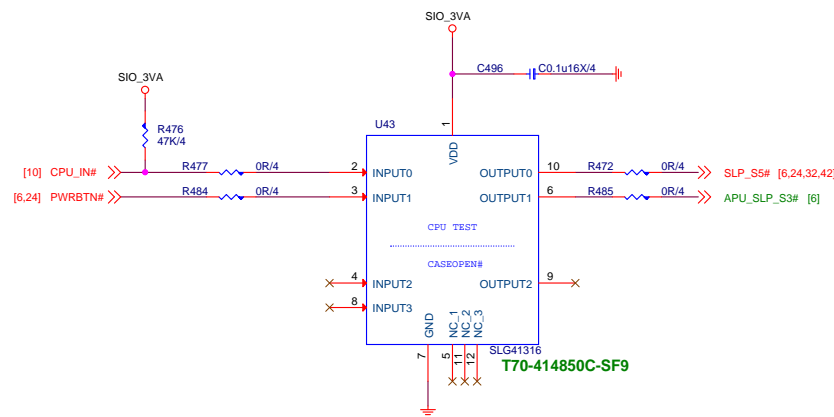 SIO_3VA
C496 C0.1u16X/4
SIO_3VA
R476
47K/4
U43
1
VDD
[10] CPU_IN# R477 0R/4 2 INPUT0 OUTPUT0 10 R472 0R/4 SLP_S5# [6,24,32,42]
[6,24] PWRBTN# R484 0R/4 3 INPUT1 OUTPUT1 6 R485 0R/4 APU_SLP_S3# [6]
CPU TEST
CASEOPEN#
4 INPUT2 OUTPUT2 9
8 INPUT3
GND NC_1 NC_2 NC_3
7 5 11 12
SLG41316
T70-414850C-SF9